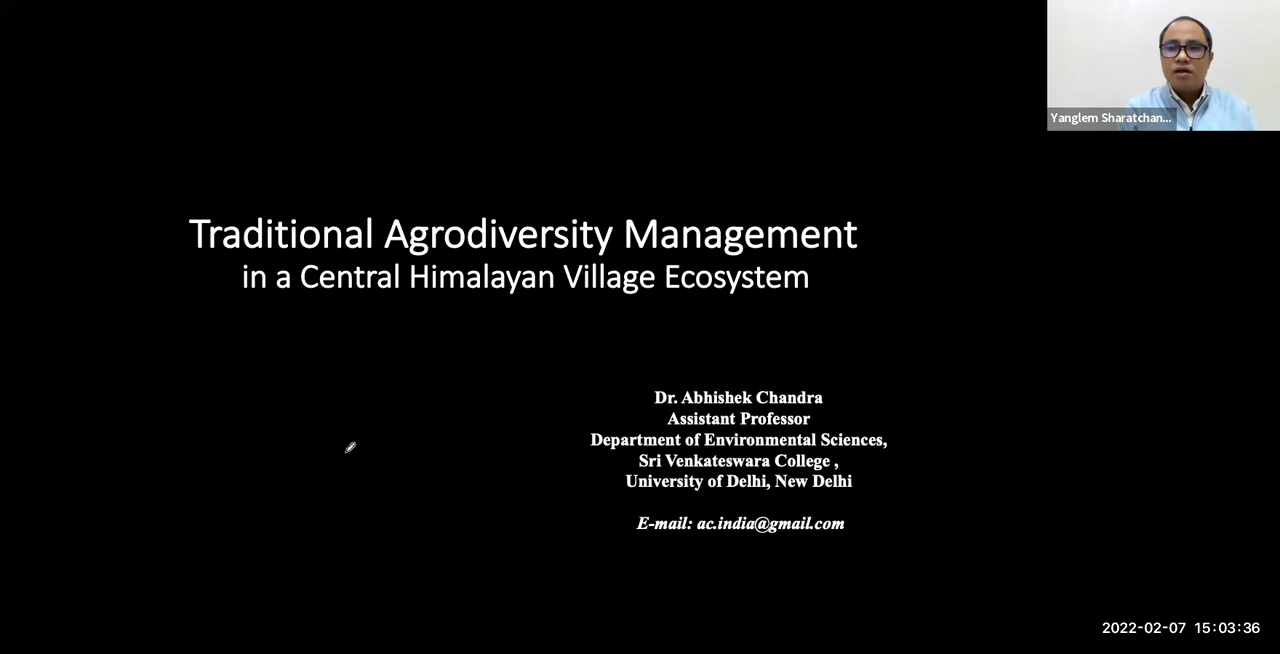 Yanglem Sharatchan...
Traditional Agrodiversity Management
in a Central Himalayan Village Ecosystem
Dr. Abhishek Chandra
Assistant Professor
Department of Environmental Sciences,
Sri Venkateswara College ,
University of Delhi, New Delhi
E-mail: ac.india@gmail.com
2022-02-07 15:03:36